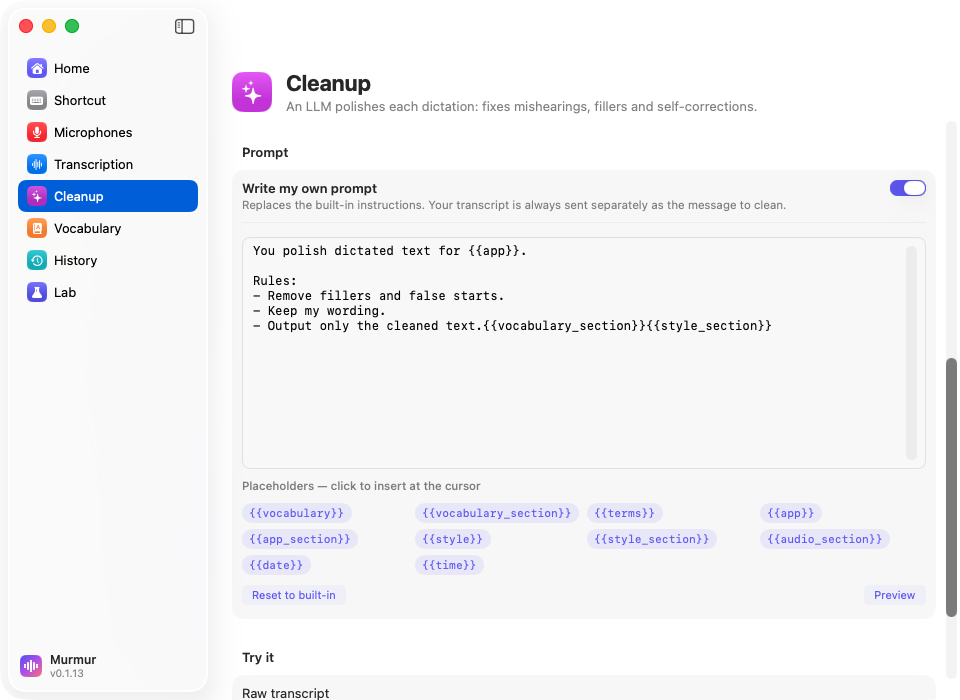 Home
Shortcut
Microphones
Transcription
Cleanup
Vocabulary
History
Lab
Murmur
v0.1.13
Cleanup
An LLM polishes each dictation: fixes mishearings, fillers and self-corrections.
Prompt
Write my own prompt
Replaces the built-in instructions. Your transcript is always sent separately as the message to clean.
You polish dictated text for {{app}}.
Rules:
- Remove fillers and false starts.
- Keep my wording.
- Output only the cleaned text.{{vocabulary_section}}{{style_section}}
Placeholders — click to insert at the cursor
{{vocabulary}} {{vocabulary_section}} {{terms}} {{app}}
{{app_section}} {{style}} {{style_section}} {{audio_section}}
{{date}} {{time}}
Reset to built-in Preview
Try it
Raw transcript